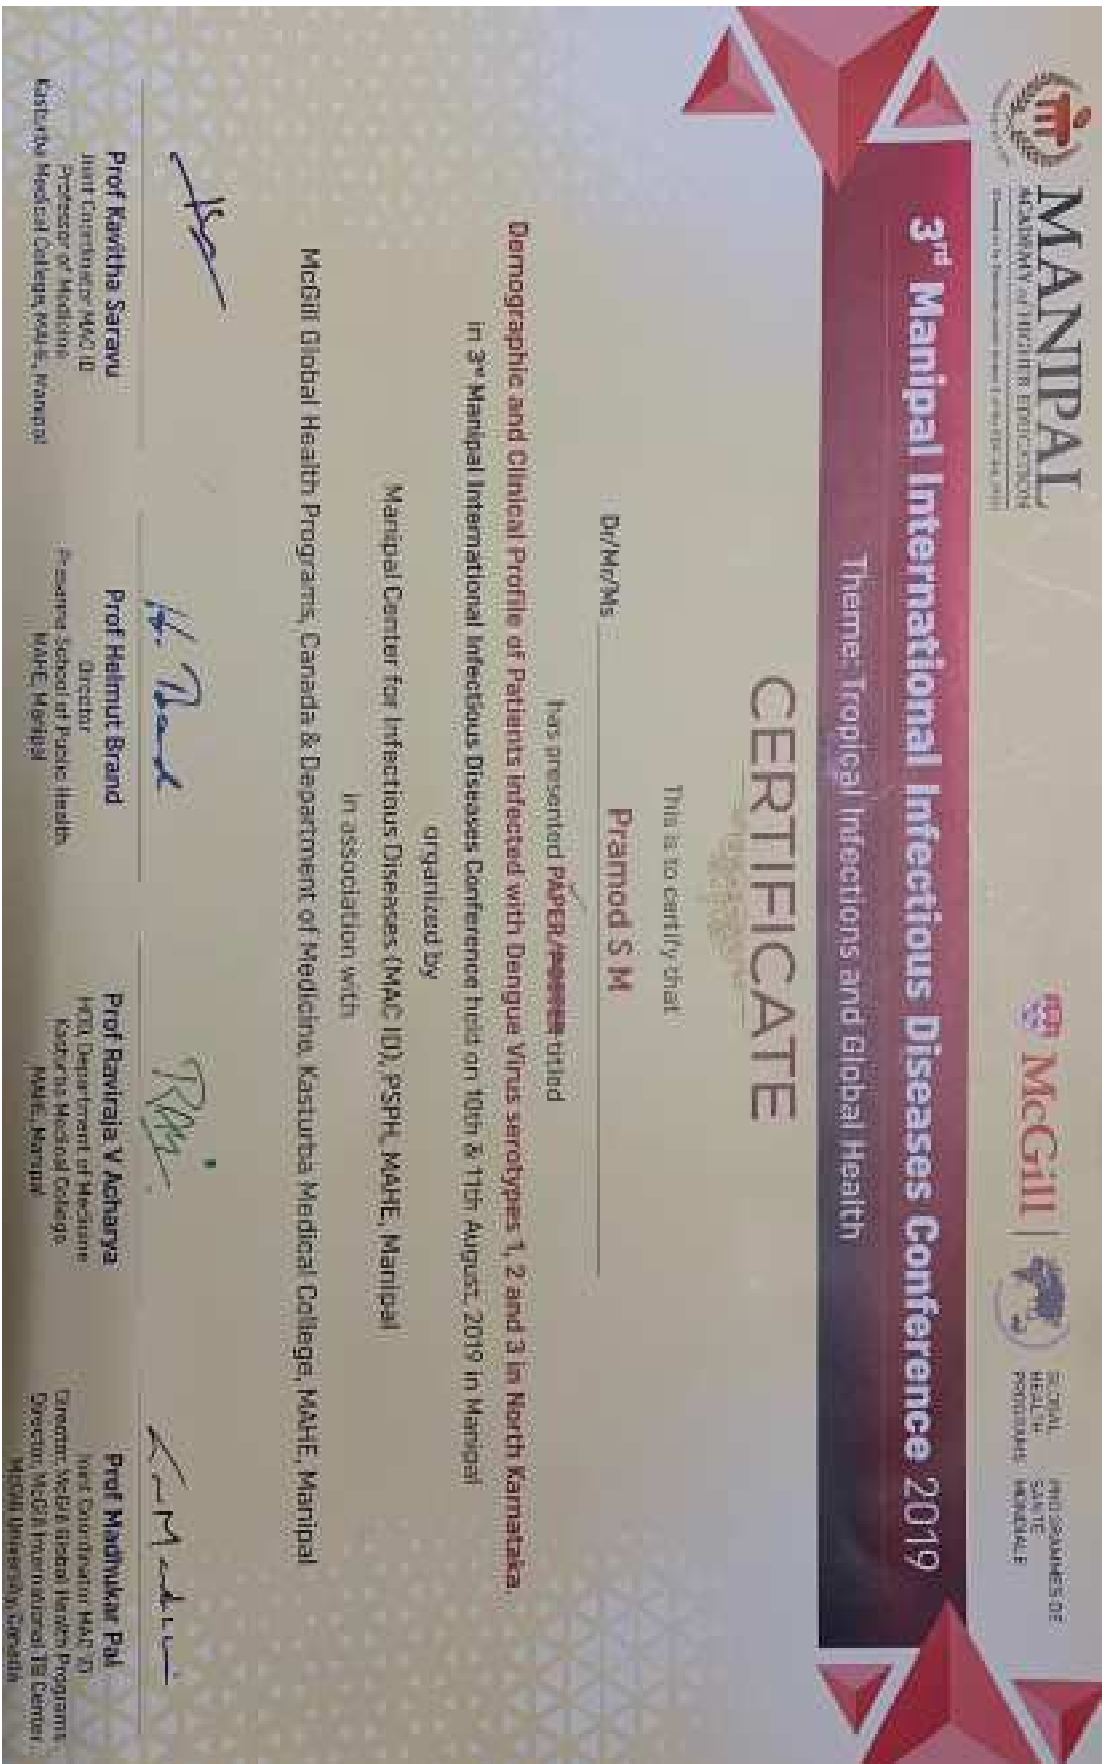 MANIPAL
ACADEMY of HIGHER EDUCATION
McGill
GLOBAL HEALTH PROGRAMS
PROGRAMMES DE SANTÉ MONDIALE
3rd Manipal International Infectious Diseases Conference 2019
Theme: Tropical Infections and Global Health
CERTIFICATE
This is to certify that
Dr/Mr/Ms Pramod S M
has presented PAPER/POSTER titled
Demographic and Clinical Profile of Patients infected with Dengue Virus serotypes 1, 2 and 3 in North Karnataka.
in 3rd Manipal International Infectious Diseases Conference held on 10th & 11th August, 2019 in Manipal
organized by
Manipal Center for Infectious Diseases (MAC ID), PSPH, MAHE, Manipal
in association with
McGill Global Health Programs, Canada & Department of Medicine, Kasturba Medical College, MAHE, Manipal
H. Brand
Prof Kavitha Saravu
Joint Coordinator MAC ID
Professor of Medicine
Kasturba Medical College, MAHE, Manipal
Prof Helmut Brand
Director
Prasanna School of Public Health
MAHE, Manipal
Prof Raviraja V Acharya
HOD, Department of Medicine
Kasturba Medical College
MAHE, Manipal
Prof Madhukar Pai
Joint Coordinator MAC ID
Director, McGill Global Health Programs
Director, McGill International TB Center
McGill University, Canada